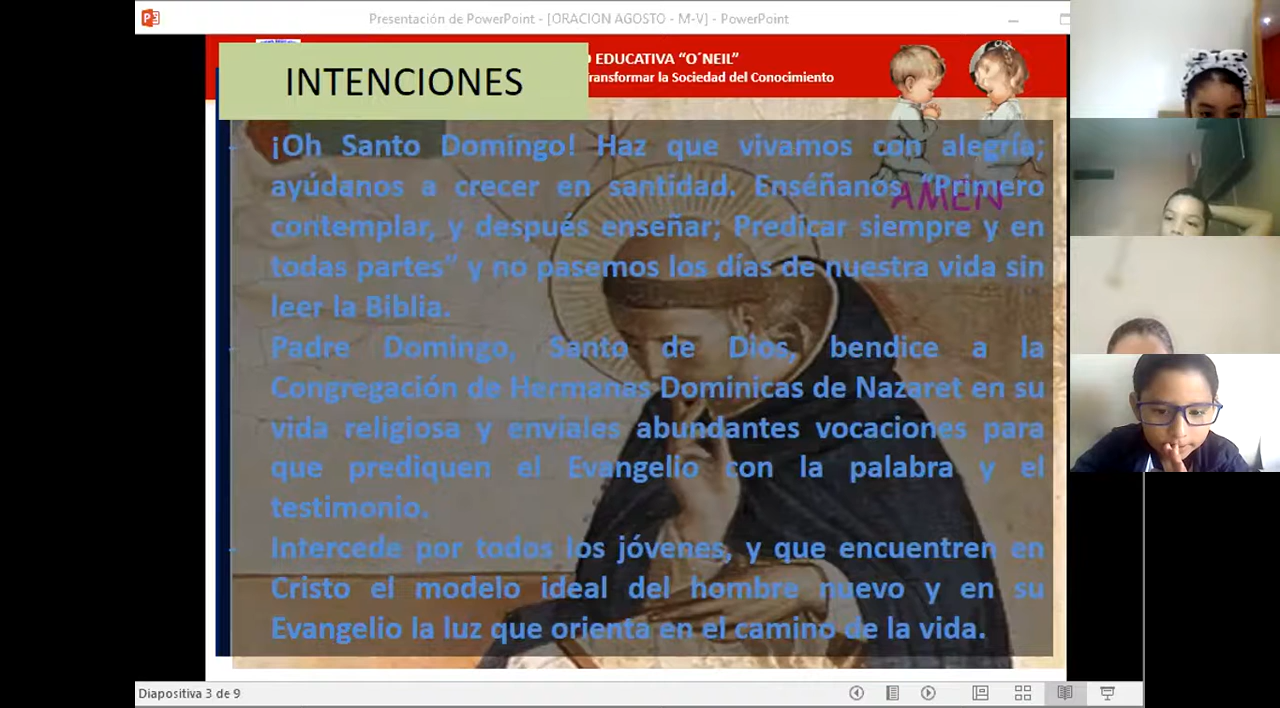 Presentación de PowerPoint - [ORACION AGOSTO - M-V] - PowerPoint
EDUCATIVA "O´NEIL"
ransformar la Sociedad del Conocimiento
INTENCIONES
- ¡Oh Santo Domingo! Haz que vivamos con alegría;
ayúdanos a crecer en santidad. Enséñanos “Primero
contemplar, y después enseñar; Predicar siempre y en
todas partes” y no pasemos los días de nuestra vida sin
leer la Biblia.
- Padre Domingo, Santo de Dios, bendice a la
Congregación de Hermanas Dominicas de Nazaret en su
vida religiosa y envíales abundantes vocaciones para
que prediquen el Evangelio con la palabra y el
testimonio.
- Intercede por todos los jóvenes, y que encuentren en
Cristo el modelo ideal del hombre nuevo y en su
Evangelio la luz que orienta en el camino de la vida.
AMEN
Diapositiva 3 de 9